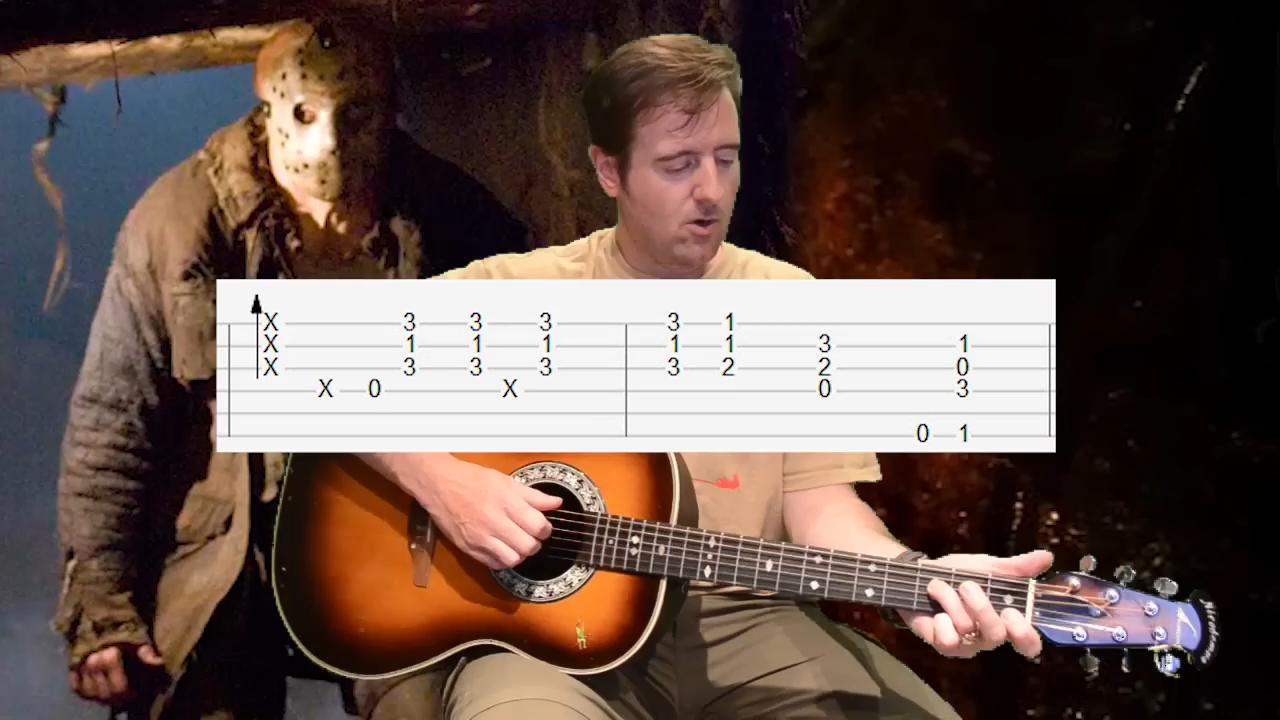 X 3 3 3 3 1
X 1 1 1 1 1 3 1
X 3 3 3 3 2 2 0
X 0 X 0 3
0 1